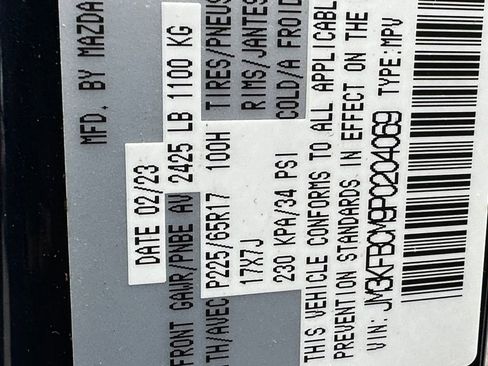 MFD. BY MAZDA
DATE 02/23
FRONT GAWR/PNBE AV 2425 LB 1100 KG
TH/AVEC P225/65R17 100H TIRES/PNEUS
17X7J RIMS/JANTES
230 KPA/34 PSI COLD/A FROID
THIS VEHICLE CONFORMS TO ALL APPLICABL
PREVENTION STANDARDS IN EFFECT ON THE
VIN: JM3KFBCM9P0204069 TYPE: MPV